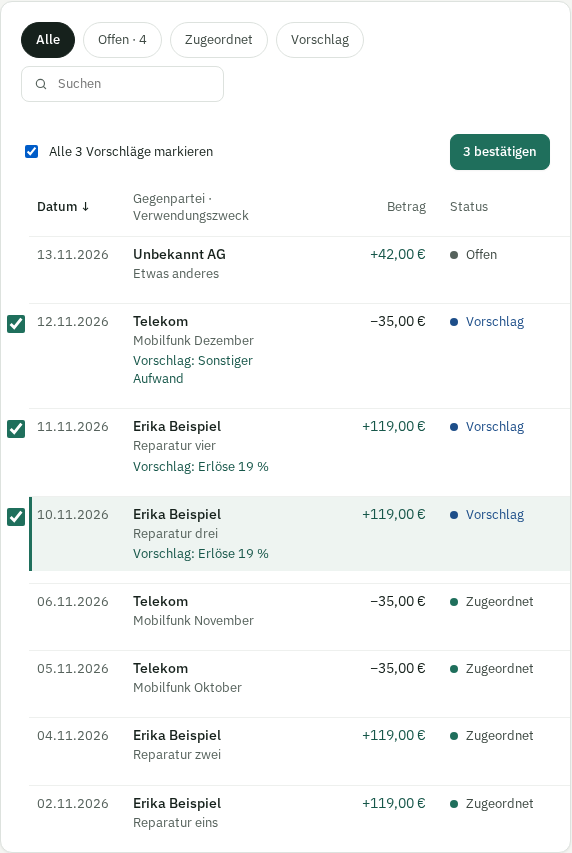 Alle
Offen · 4
Zugeordnet
Vorschlag
Suchen
Alle 3 Vorschläge markieren
3 bestätigen
Datum ↓
Gegenpartei ·
Verwendungszweck
Betrag
Status
13.11.2026 Unbekannt AG +42,00 € Offen
Etwas anderes
12.11.2026 Telekom −35,00 € Vorschlag
Mobilfunk Dezember
Vorschlag: Sonstiger
Aufwand
11.11.2026 Erika Beispiel +119,00 € Vorschlag
Reparatur vier
Vorschlag: Erlöse 19 %
10.11.2026 Erika Beispiel +119,00 € Vorschlag
Reparatur drei
Vorschlag: Erlöse 19 %
06.11.2026 Telekom −35,00 € Zugeordnet
Mobilfunk November
05.11.2026 Telekom −35,00 € Zugeordnet
Mobilfunk Oktober
04.11.2026 Erika Beispiel +119,00 € Zugeordnet
Reparatur zwei
02.11.2026 Erika Beispiel +119,00 € Zugeordnet
Reparatur eins